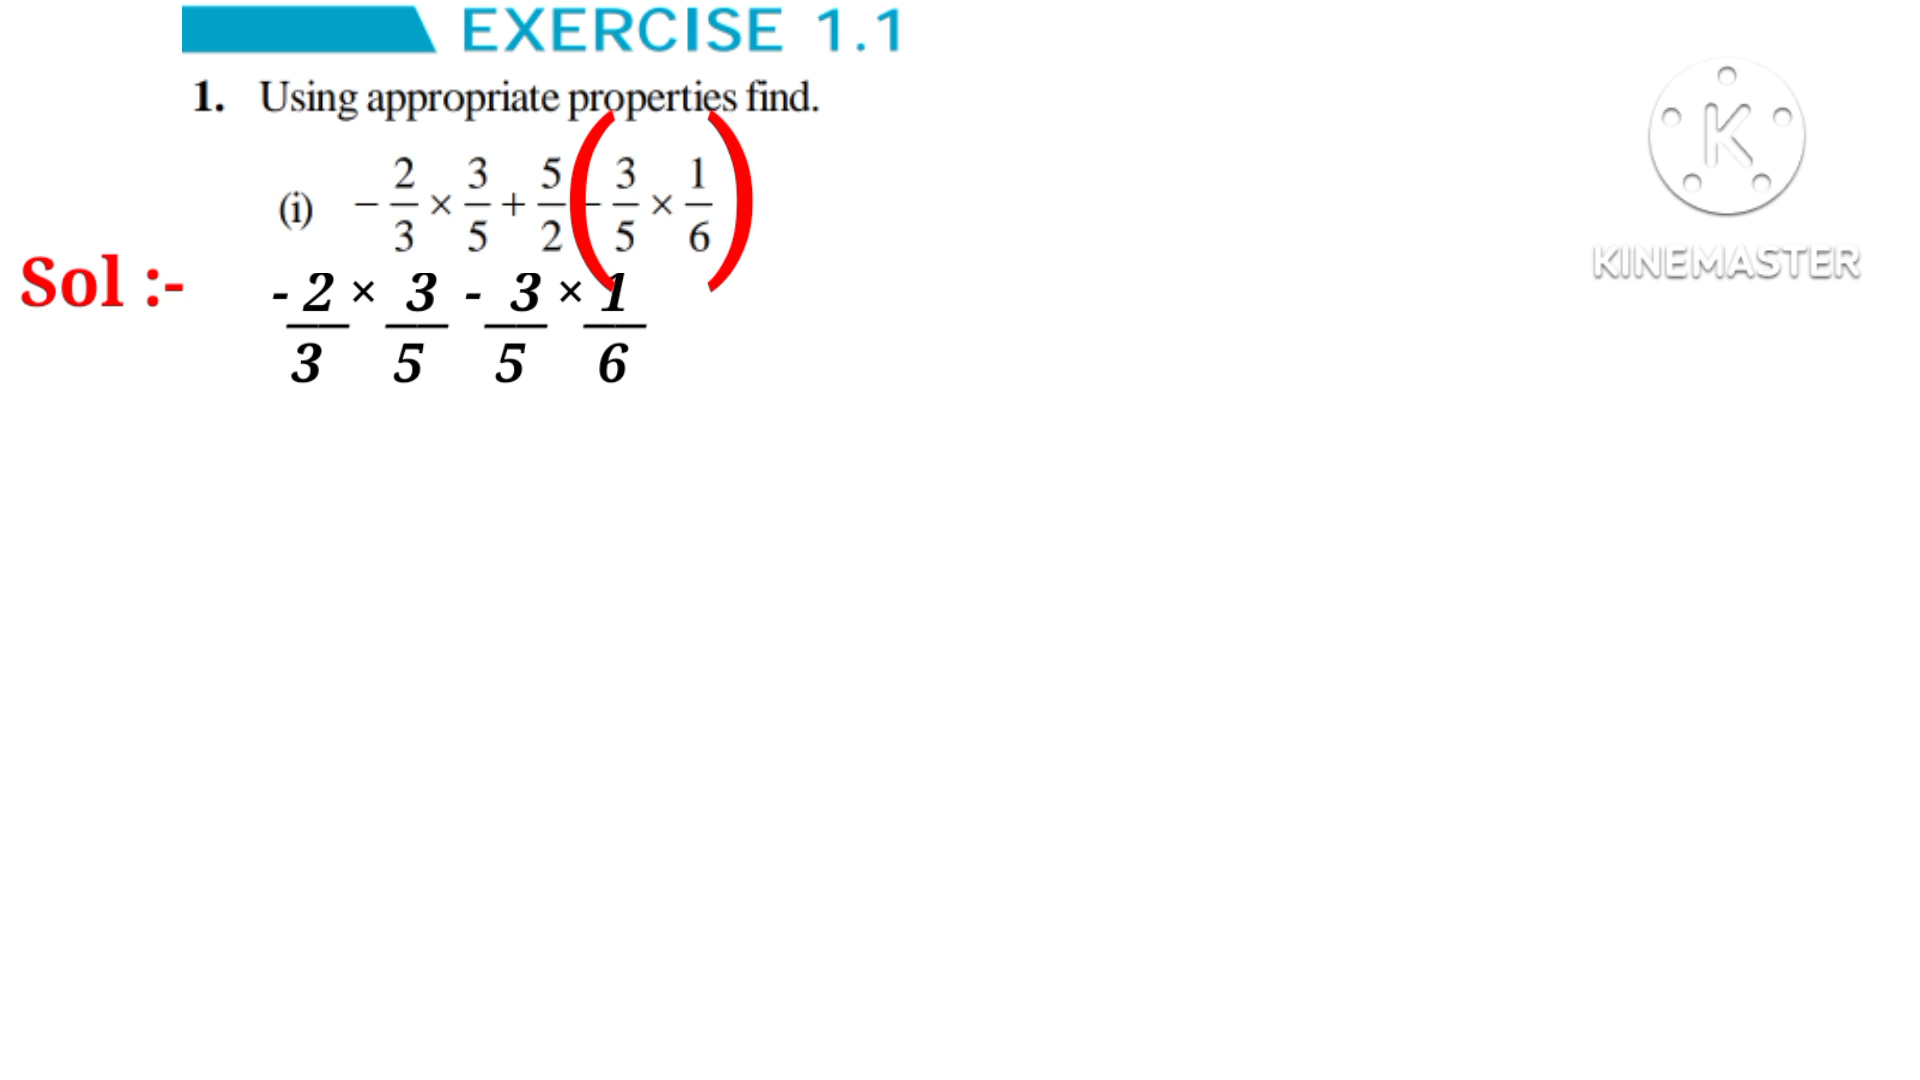 EXERCISE 1.1
1. Using appropriate properties find.
(i) − 2/3 × 3/5 + 5/2 ( − 3/5 × 1/6 )
Sol :- - 2/3 × 3/5 - 3/5 × 1/6
K
KINEMASTER